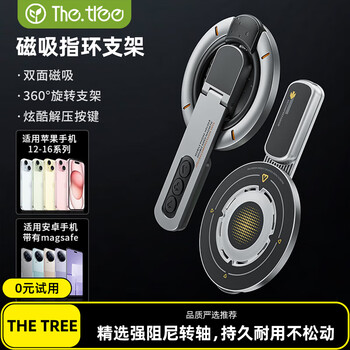 The.tree
磁吸指环支架
• 双面磁吸
• 360°旋转支架
• 炫酷解压按键
适用苹果手机
12-16系列
适用安卓手机
带有magsafe
0元试用
THE TREE
品质严选推荐
精选强阻尼转轴,持久耐用不松动